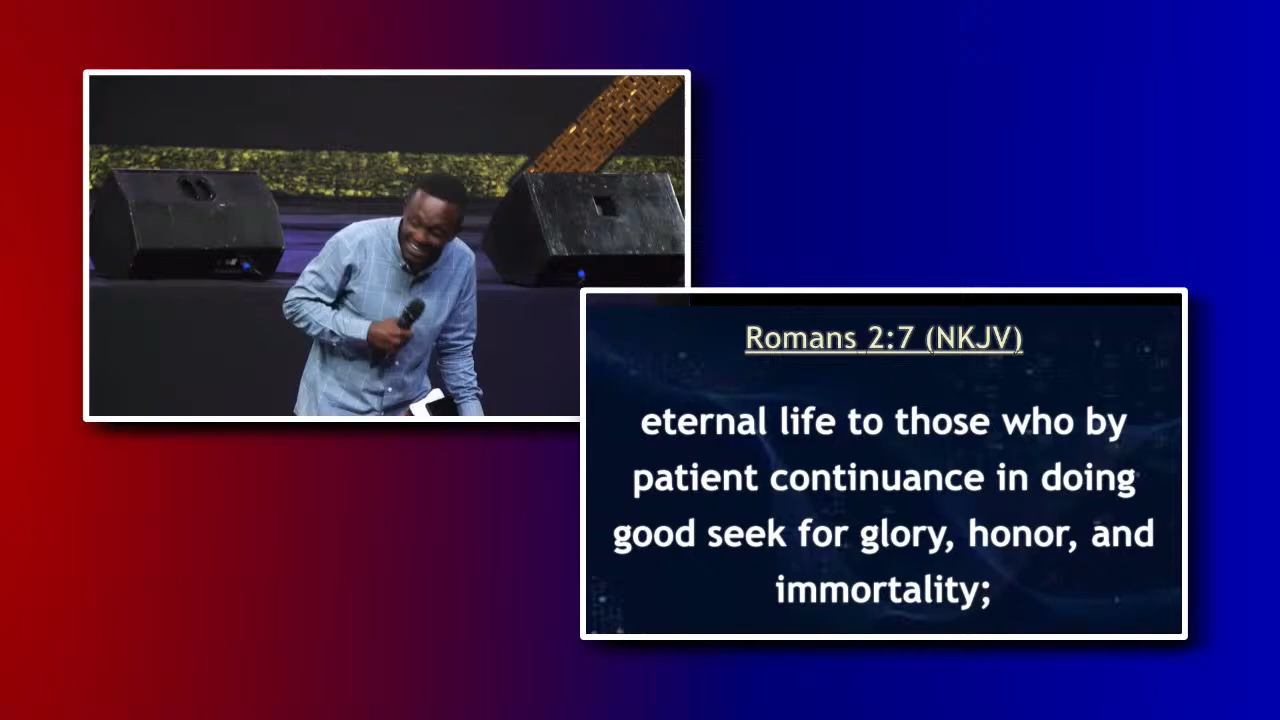 Romans 2:7 (NKJV)
eternal life to those who by
patient continuance in doing
good seek for glory, honor, and
immortality;